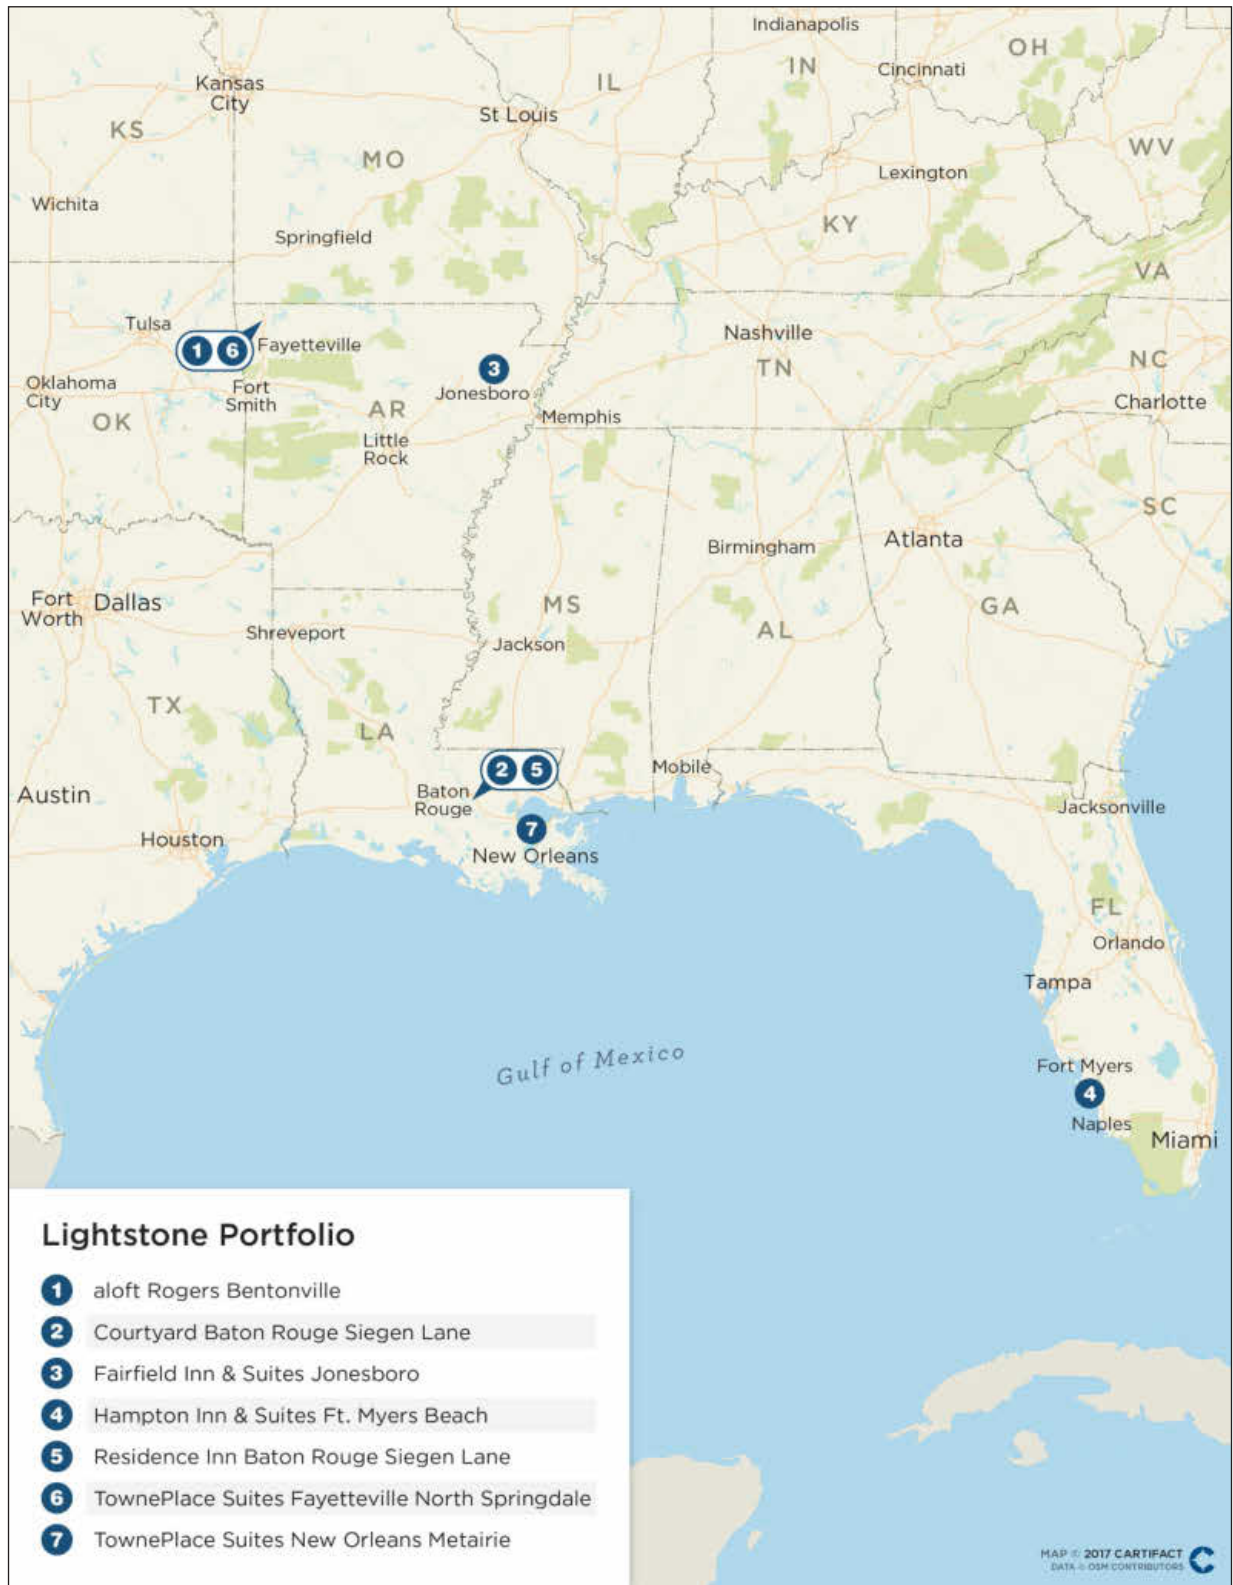 Indianapolis
OH
IN
Cincinnati
IL
Kansas
City
St Louis
KS
MO
WV
Lexington
Wichita
KY
Springfield
VA
Tulsa
Nashville
1 6
Fayetteville
3
TN
NC
Oklahoma
City
Fort
Smith
Jonesboro
AR
Charlotte
OK
Memphis
Little
Rock
SC
Atlanta
Birmingham
Fort
Worth
Dallas
MS
GA
AL
Shreveport
Jackson
TX
LA
2 5
Mobile
Baton
Rouge
Austin
Jacksonville
7
Houston
New Orleans
FL
Orlando
Tampa
Gulf of Mexico
Fort Myers
4
Naples
Miami
Lightstone Portfolio
1 aloft Rogers Bentonville
2 Courtyard Baton Rouge Siegen Lane
3 Fairfield Inn & Suites Jonesboro
4 Hampton Inn & Suites Ft. Myers Beach
5 Residence Inn Baton Rouge Siegen Lane
6 TownePlace Suites Fayetteville North Springdale
7 TownePlace Suites New Orleans Metairie
MAP © 2017 CARTIFACT
DATA © OSM CONTRIBUTORS